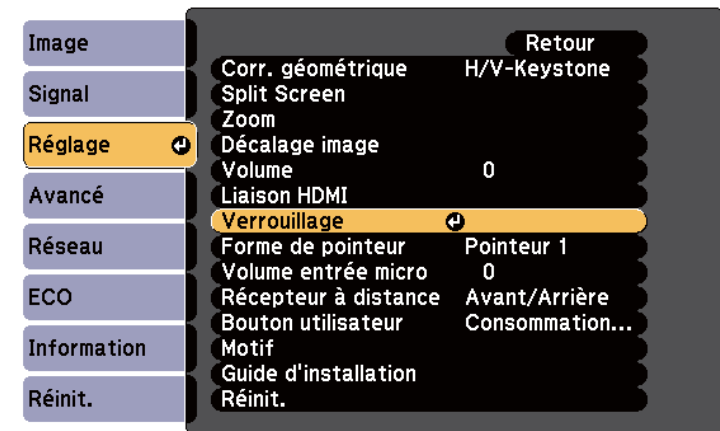 Image
Signal
Réglage
Avancé
Réseau
ECO
Information
Réinit.
Retour
Corr. géométrique H/V-Keystone
Split Screen
Zoom
Décalage image
Volume 0
Liaison HDMI
Verrouillage
Forme de pointeur Pointeur 1
Volume entrée micro 0
Récepteur à distance Avant/Arrière
Bouton utilisateur Consommation...
Motif
Guide d'installation
Réinit.